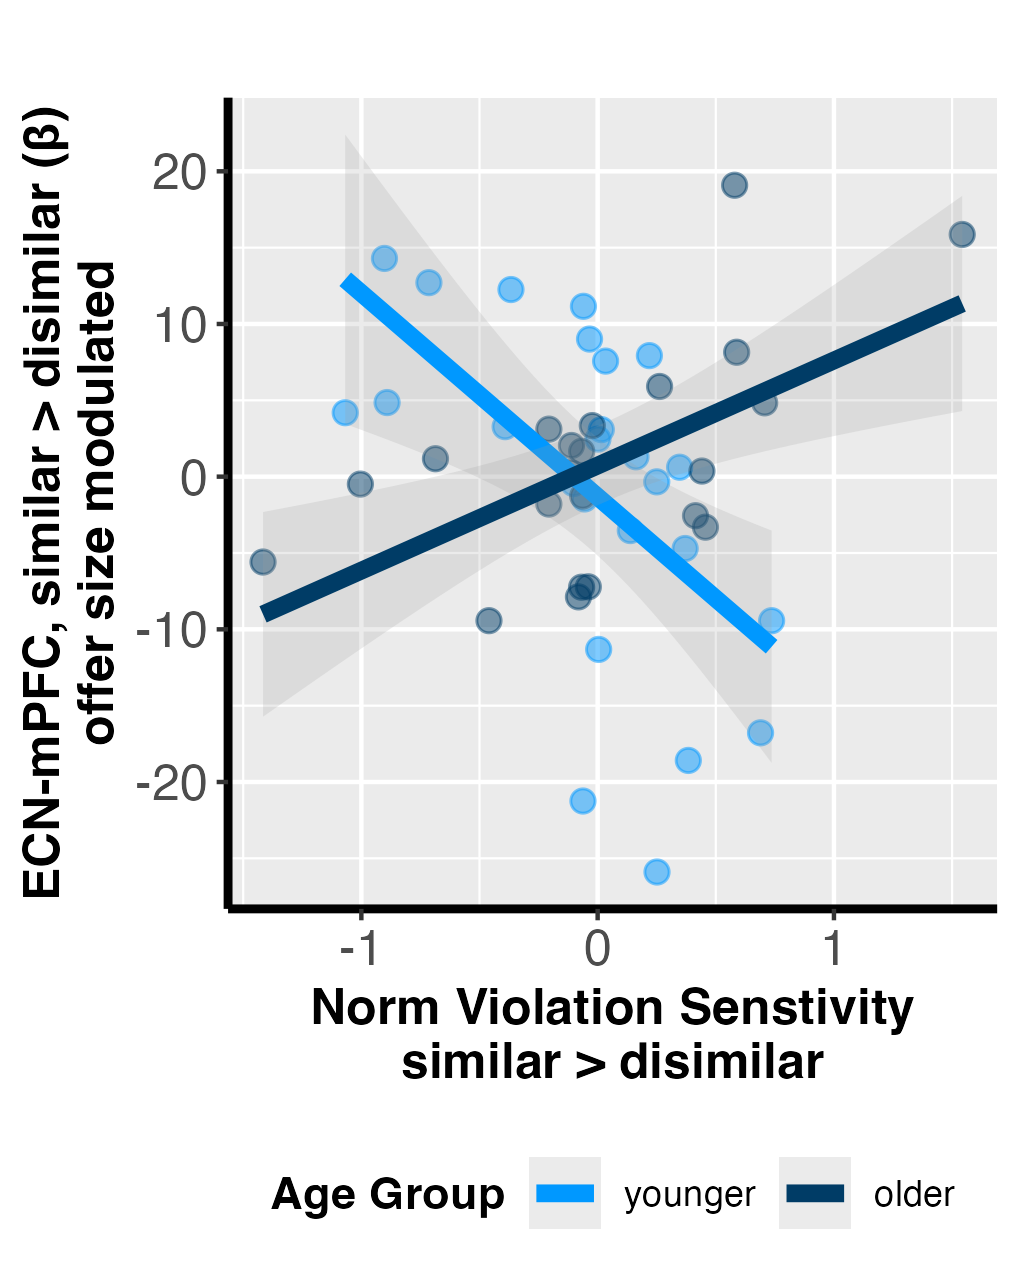 ECN-mPFC, similar > disimilar (β)
offer size modulated
20
10
0
-10
-20
-1
0
1
Norm Violation Senstivity
similar > disimilar
Age Group
younger
older